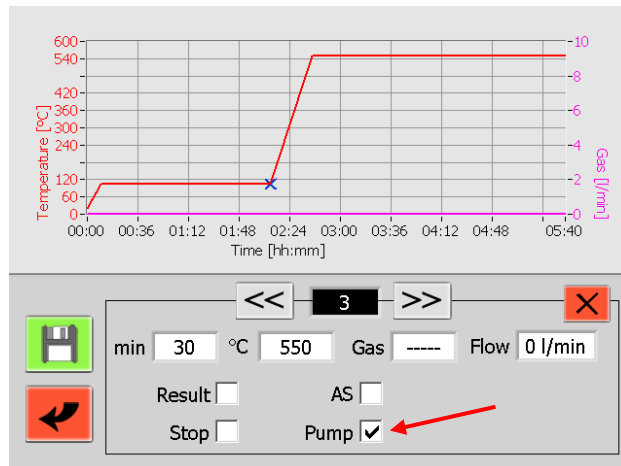 600
540
420
360
300
240
120
60
0
Temperature [°C]
10
8
6
4
2
0
Gas [l/min]
00:00 00:36 01:12 01:48 02:24 03:00 03:36 04:12 04:48 05:40
Time [hh:mm]
<< 3 >> X
min 30 °C 550 Gas ----- Flow 0 l/min
Result AS
Stop Pump ✓